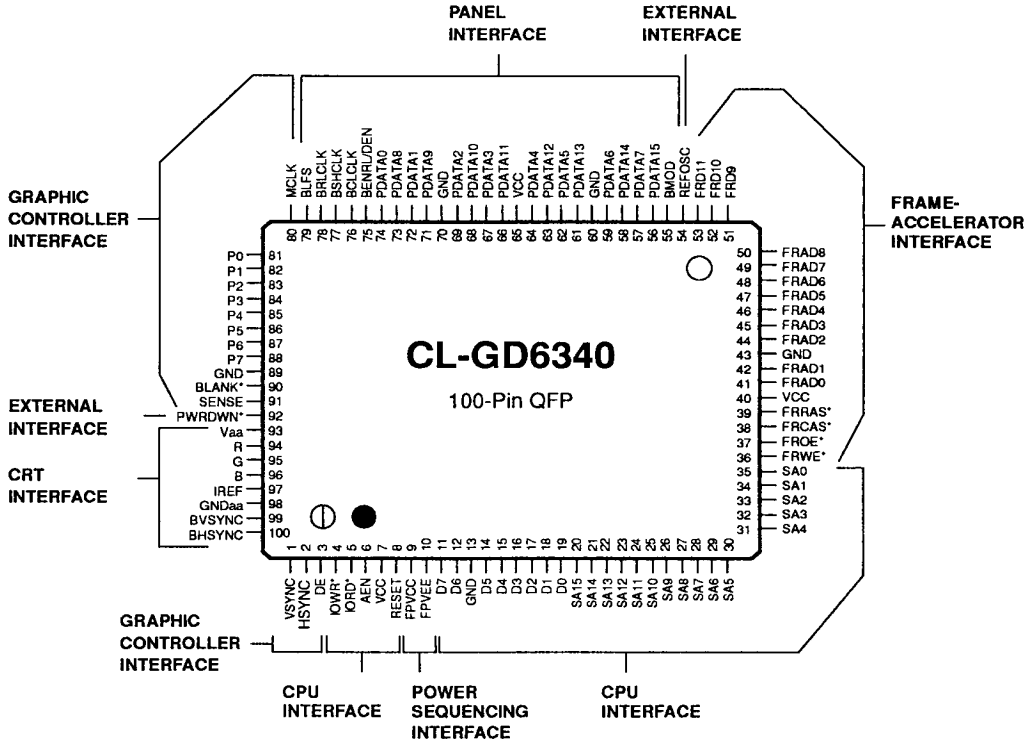 PANEL
INTERFACE
EXTERNAL
INTERFACE
GRAPHIC
CONTROLLER
INTERFACE
FRAME-
ACCELERATOR
INTERFACE
EXTERNAL
INTERFACE
CRT
INTERFACE
MCLK
BLFS
BRLCLK
BSHCLK
BCLCLK
BENRL/DEN
PDATA0
PDATA8
PDATA1
PDATA9
GND
PDATA2
PDATA10
PDATA3
PDATA11
VCC
PDATA4
PDATA12
PDATA5
PDATA13
GND
PDATA6
PDATA14
PDATA7
PDATA15
BMOD
REFOSC
FRD11
FRD10
FRD9
80 79 78 77 76 75 74 73 72 71 70 69 68 67 66 65 64 63 62 61 60 59 58 57 56 55 54 53 52 51
P0 81
P1 82
P2 83
P3 84
P4 85
P5 86
P6 87
P7 88
GND 89
BLANK* 90
SENSE 91
PWRDWN* 92
Vaa 93
R 94
G 95
B 96
IREF 97
GNDaa 98
BVSYNC 99
BHSYNC 100
CL-GD6340
100-Pin QFP
50 FRAD8
49 FRAD7
48 FRAD6
47 FRAD5
46 FRAD4
45 FRAD3
44 FRAD2
43 GND
42 FRAD1
41 FRAD0
40 VCC
39 FRRAS*
38 FRCAS*
37 FROE*
36 FRWE*
35 SA0
34 SA1
33 SA2
32 SA3
31 SA4
1 2 3 4 5 6 7 8 9 10 11 12 13 14 15 16 17 18 19 20 21 22 23 24 25 26 27 28 29 30
VSYNC
HSYNC
DE
IOWR*
IORD*
AEN
VCC
RESET
FPVCC
FPVEE
D7
D6
GND
D5
D4
D3
D2
D1
D0
SA15
SA14
SA13
SA12
SA11
SA10
SA9
SA8
SA7
SA6
SA5
GRAPHIC
CONTROLLER
INTERFACE
CPU
INTERFACE
POWER
SEQUENCING
INTERFACE
CPU
INTERFACE